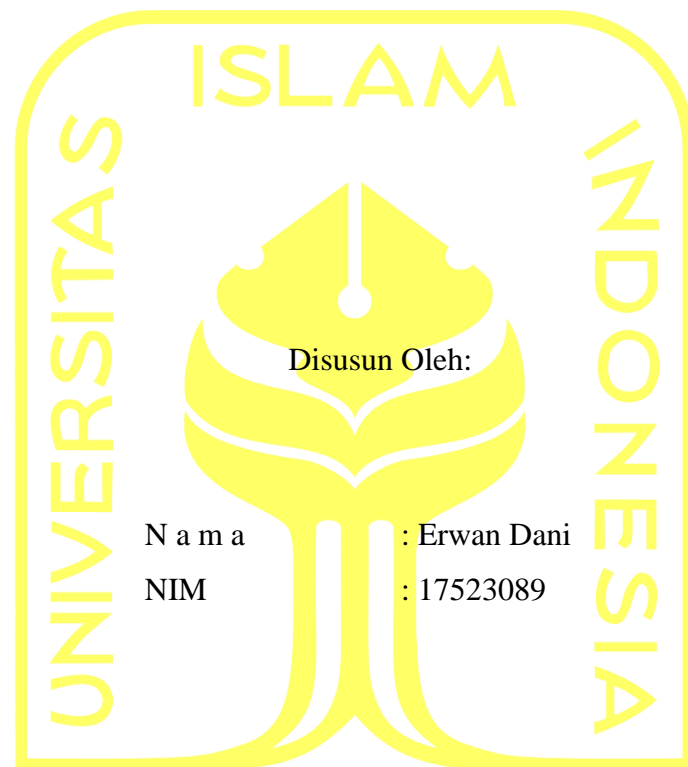 ISLAM
UNIVERSITAS
INDONESIA
Disusun Oleh:
N a m a : Erwan Dani
NIM : 17523089